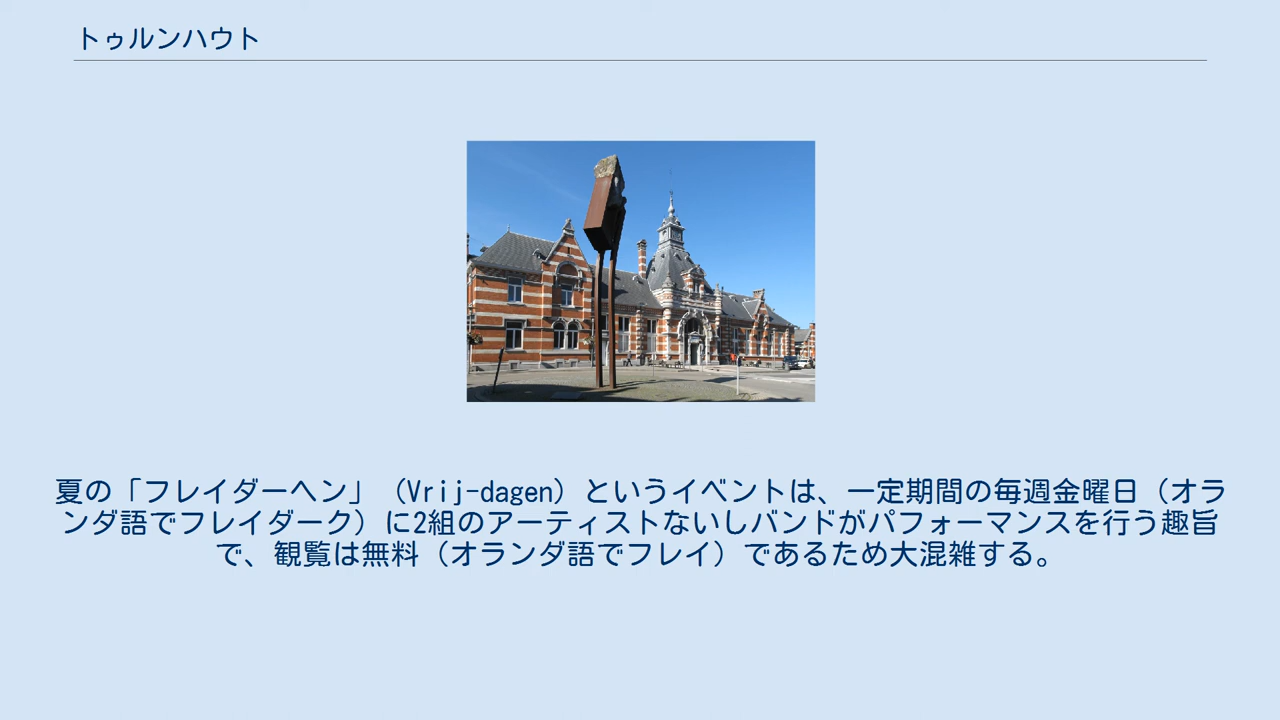 トゥルンハウト
夏の「フレイダーヘン」（Vrij-dagen）というイベントは、一定期間の毎週金曜日（オラ
ンダ語でフレイダーク）に2組のアーティストないしバンドがパフォーマンスを行う趣旨
で、観覧は無料（オランダ語でフレイ）であるため大混雑する。